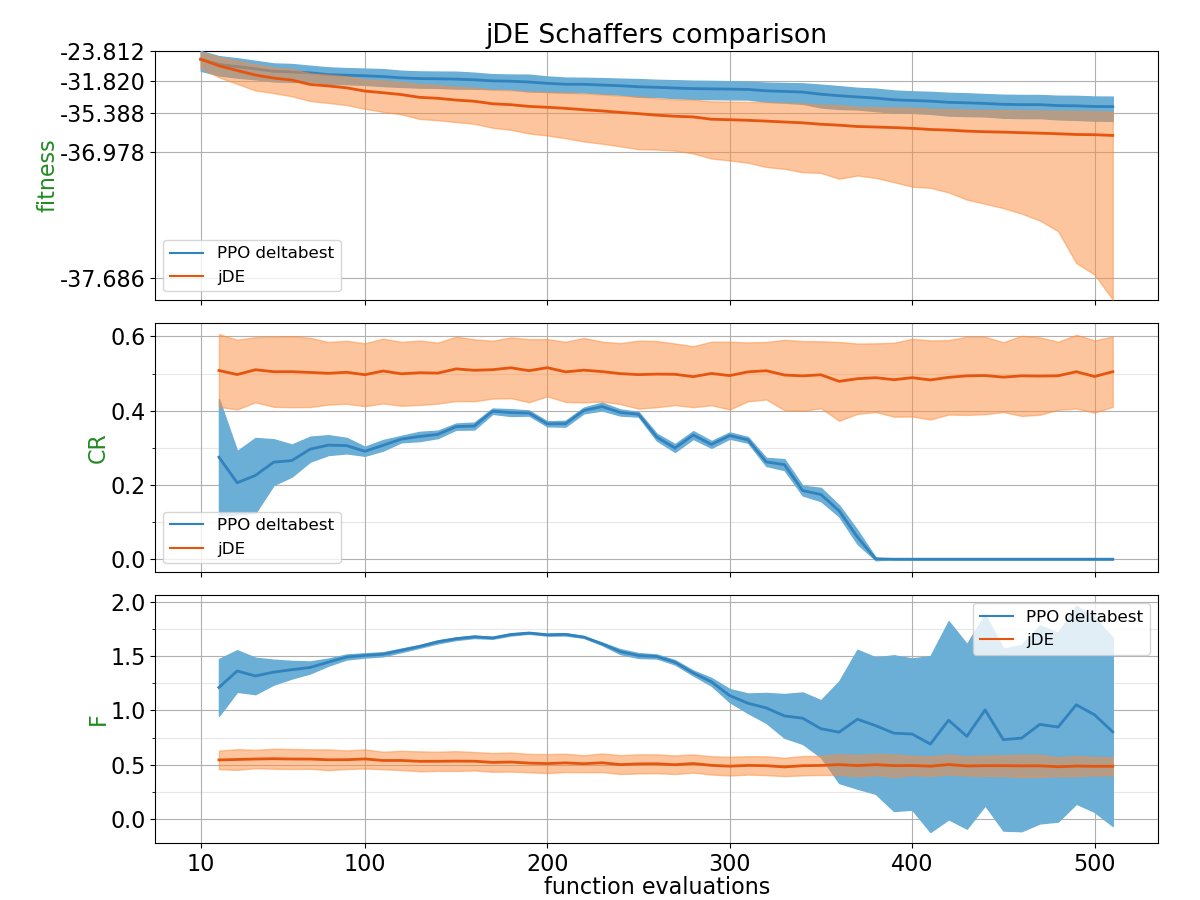 jDE Schaffers comparison
-23.812
-31.820
-35.388
-36.978
-37.686
fitness
PPO deltabest
jDE
0.6
0.4
0.2
0.0
CR
PPO deltabest
jDE
2.0
1.5
1.0
0.5
0.0
F
PPO deltabest
jDE
10 100 200 300 400 500
function evaluations